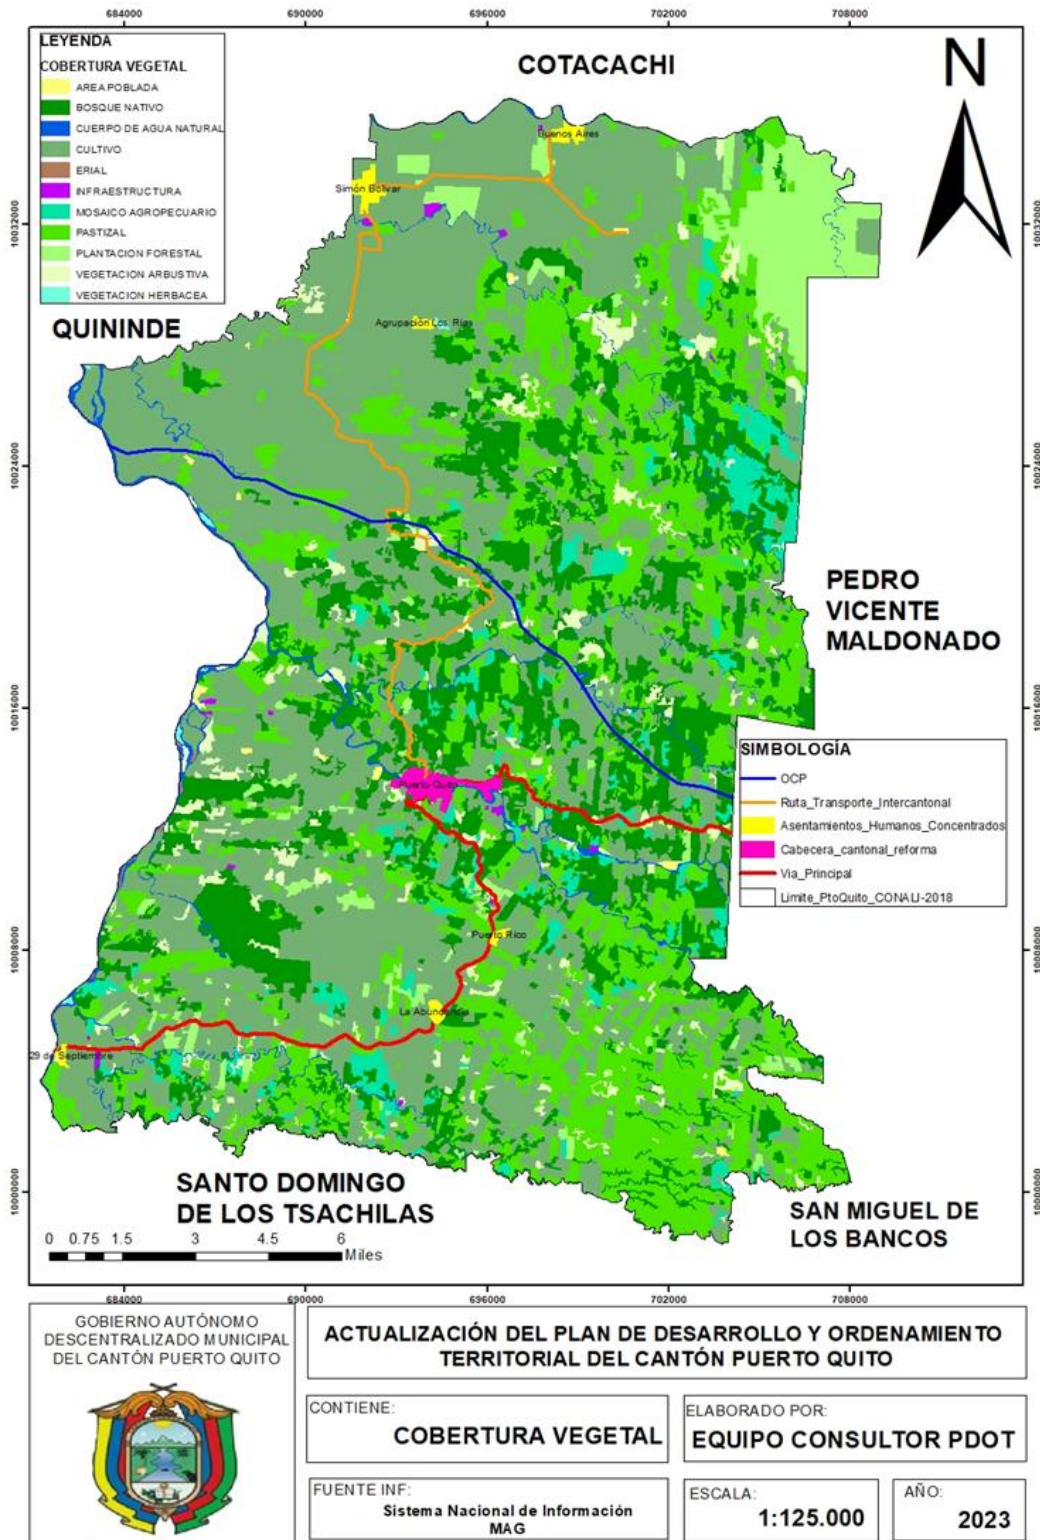 684000
690000
696000
702000
708000
LEYENDA
COBERTURA VEGETAL
AREA POBLADA
BOSQUE NATIVO
CUERPO DE AGUA NATURAL
CULTIVO
ERIAL
INFRAESTRUCTURA
MOSAICO AGROPECUARIO
PASTIZAL
PLANTACION FORESTAL
VEGETACION ARBUSTIVA
VEGETACION HERBACEA
COTACACHI
N
Buenos Aires
Simón Bolívar
10032000
10032000
QUININDE
Agrupación Los Ríos
10024000
10024000
PEDRO
VICENTE
MALDONADO
10016000
10016000
SIMBOLOGÍA
OCP
Ruta_Transporte_Intercantonal
Asentamientos_Humanos_Concentrados
Cabecera_cantonal_reforma
Via_Principal
Limite_PtoQuito_CONALI-2018
Puerto Quito
Puerto Rico
10008000
10008000
La Abundancia
29 de Septiembre
SANTO DOMINGO
DE LOS TSACHILAS
SAN MIGUEL DE
LOS BANCOS
10000000
10000000
0 0.75 1.5 3 4.5 6
Miles
684000
690000
696000
702000
708000
GOBIERNO AUTÓNOMO
DESCENTRALIZADO MUNICIPAL
DEL CANTÓN PUERTO QUITO
ACTUALIZACIÓN DEL PLAN DE DESARROLLO Y ORDENAMIENTO
TERRITORIAL DEL CANTÓN PUERTO QUITO
CONTIENE:
COBERTURA VEGETAL
ELABORADO POR:
EQUIPO CONSULTOR PDOT
FUENTE INF:
Sistema Nacional de Información
MAG
ESCALA:
1:125.000
AÑO:
2023